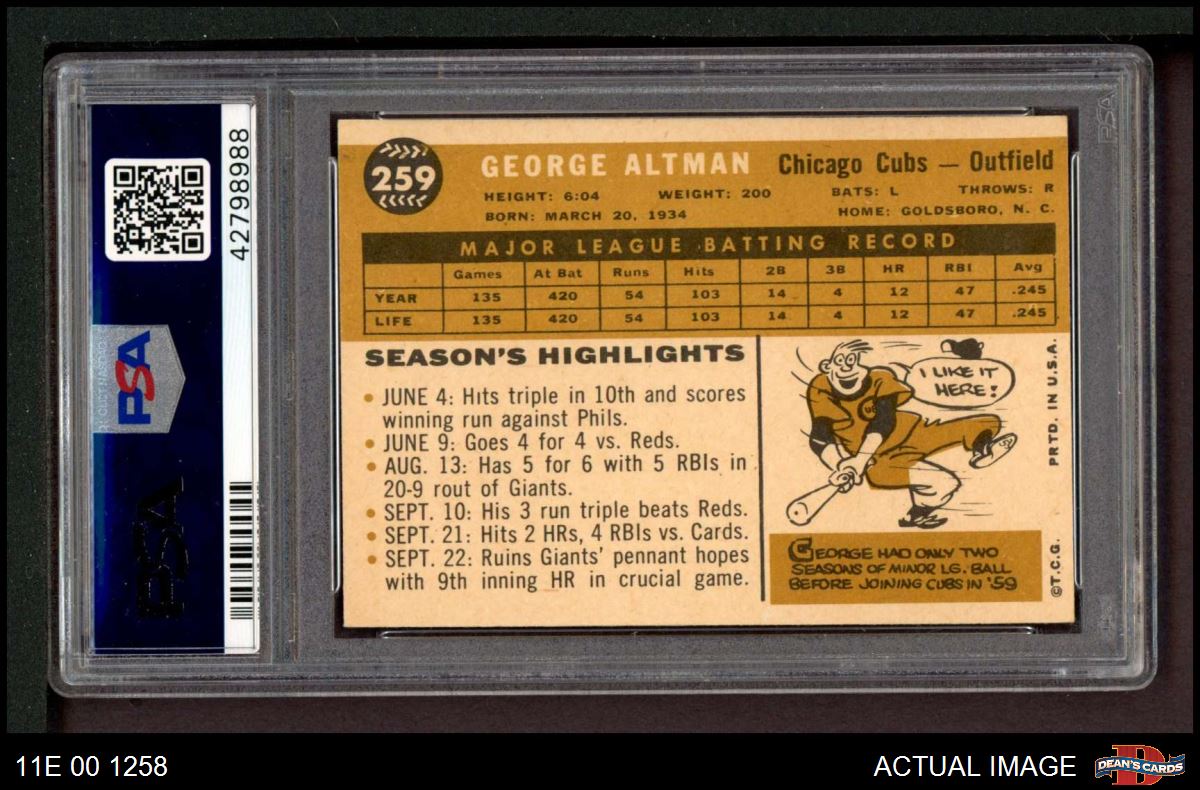 42798988
PSA
PSA
PSA
259
GEORGE ALTMAN Chicago Cubs — Outfield
HEIGHT: 6:04 WEIGHT: 200 BATS: L THROWS: R
BORN: MARCH 20, 1934 HOME: GOLDSBORO, N. C.
MAJOR LEAGUE BATTING RECORD
Games At Bat Runs Hits 2B 3B HR RBI Avg
YEAR 135 420 54 103 14 4 12 47 .245
LIFE 135 420 54 103 14 4 12 47 .245
SEASON'S HIGHLIGHTS
• JUNE 4: Hits triple in 10th and scores
winning run against Phils.
• JUNE 9: Goes 4 for 4 vs. Reds.
• AUG. 13: Has 5 for 6 with 5 RBIs in
20-9 rout of Giants.
• SEPT. 10: His 3 run triple beats Reds.
• SEPT. 21: Hits 2 HRs, 4 RBIs vs. Cards.
• SEPT. 22: Ruins Giants' pennant hopes
with 9th inning HR in crucial game.
I LIKE IT
HERE!
GEORGE HAD ONLY TWO
SEASONS OF MINOR LG. BALL
BEFORE JOINING CUBS IN '59
PRTD. IN U.S.A.
©T.C.G.
11E 00 1258
ACTUAL IMAGE
DEAN'S CARDS